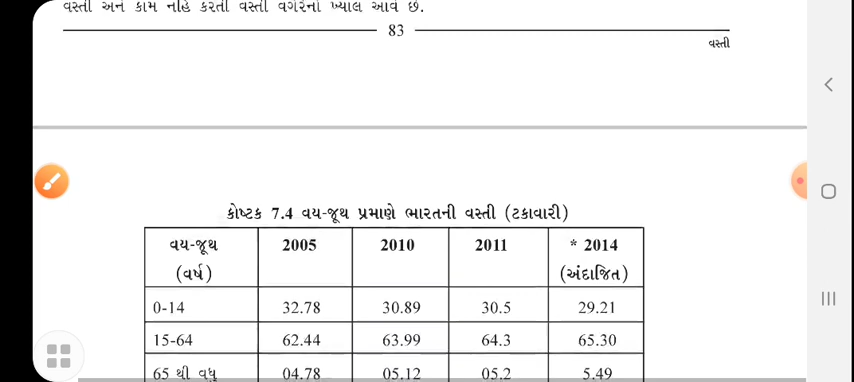 વસ્તી અને કામ નહિ કરતી વસ્તી વગેરેનો ખ્યાલ આવે છે.
83
વસ્તી
કોષ્ટક 7.4 વય-જૂથ પ્રમાણે ભારતની વસ્તી (ટકાવારી)
વય-જૂથ (વર્ષ) 2005 2010 2011 * 2014 (અંદાજિત)
0-14 32.78 30.89 30.5 29.21
15-64 62.44 63.99 64.3 65.30
65 થી વધુ 04.78 05.12 05.2 5.49